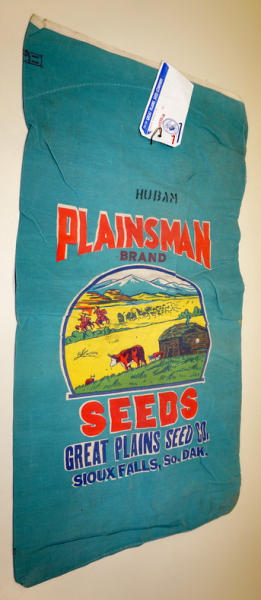 HUBAM
PLAINSMAN
BRAND
SEEDS
GREAT PLAINS SEED CO.
SIOUX FALLS, SO. DAK.